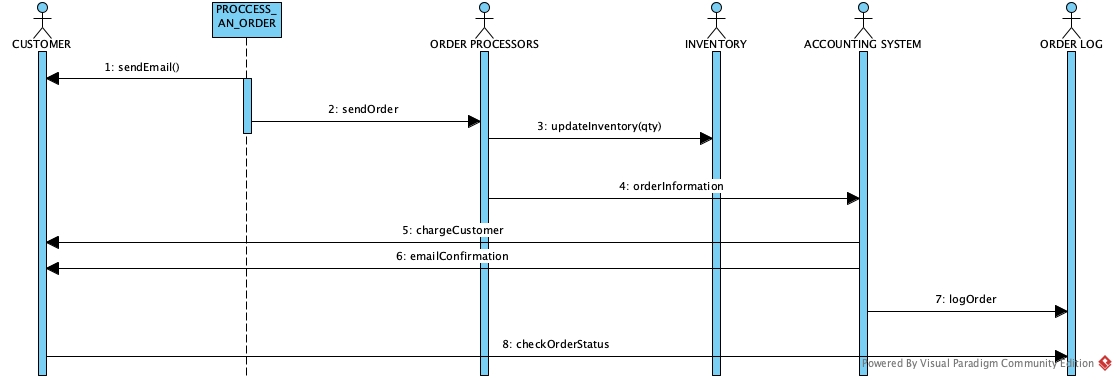 PROCCESS_
AN_ORDER
CUSTOMER
ORDER PROCESSORS
INVENTORY
ACCOUNTING SYSTEM
ORDER LOG
1: sendEmail()
2: sendOrder
3: updateInventory(qty)
4: orderInformation
5: chargeCustomer
6: emailConfirmation
7: logOrder
8: checkOrderStatus
Powered By Visual Paradigm Community Edition